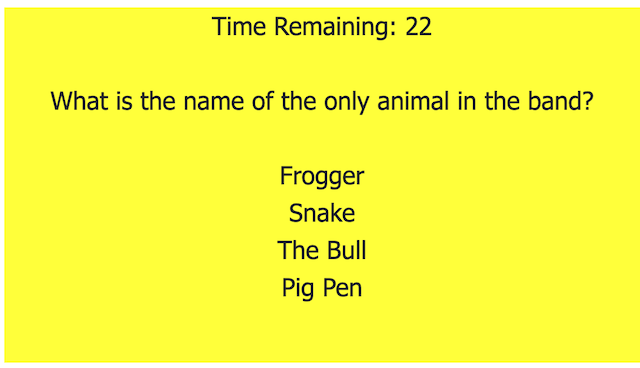 Time Remaining: 22
What is the name of the only animal in the band?
Frogger
Snake
The Bull
Pig Pen